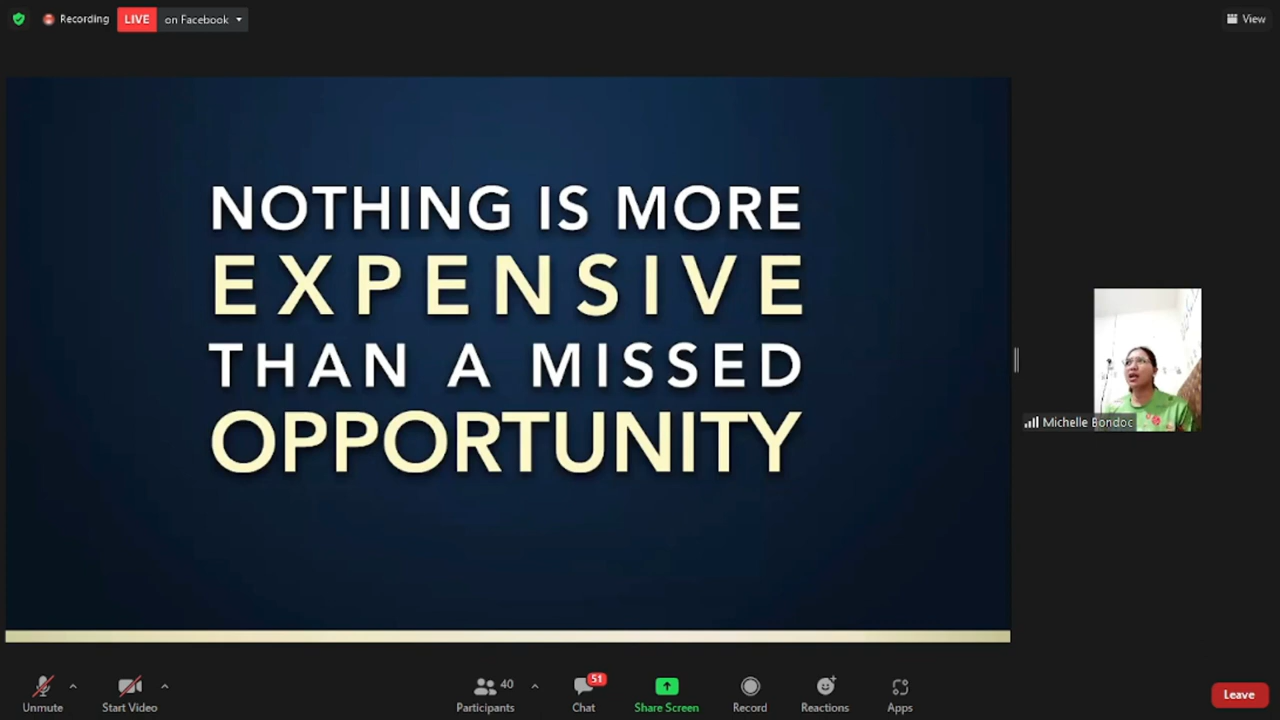 Recording LIVE on Facebook View
NOTHING IS MORE
EXPENSIVE
THAN A MISSED
OPPORTUNITY
Michelle Bondoc
40 51
Unmute Start Video Participants Chat Share Screen Record Reactions Apps Leave